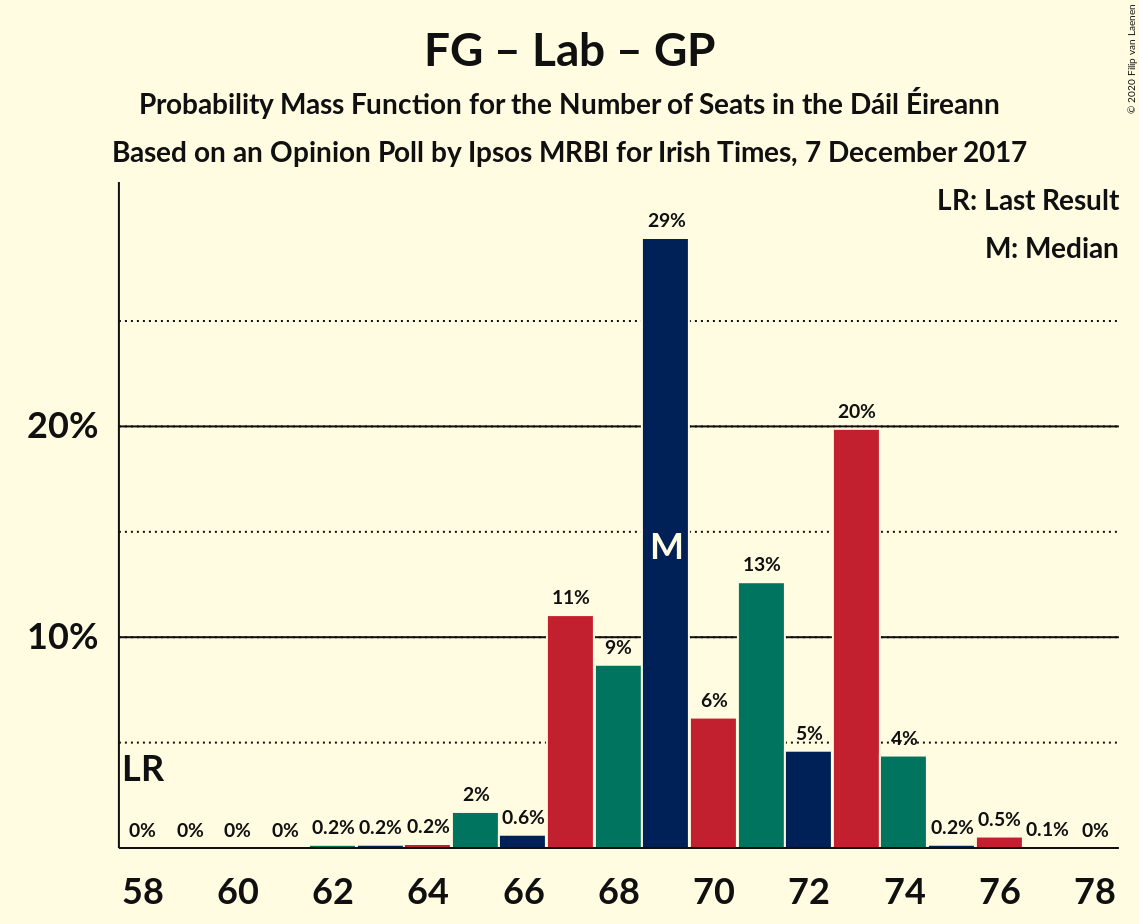 FG – Lab – GP
Probability Mass Function for the Number of Seats in the Dáil Éireann
Based on an Opinion Poll by Ipsos MRBI for Irish Times, 7 December 2017
© 2020 Filip van Laenen
LR: Last Result
M: Median
29%
20%
20%
M
13%
11%
10%
9%
6%
5%
4%
LR
2%
0.6%
0% 0% 0% 0% 0.2% 0.2% 0.2% 0.2% 0.5% 0.1% 0%
58 60 62 64 66 68 70 72 74 76 78